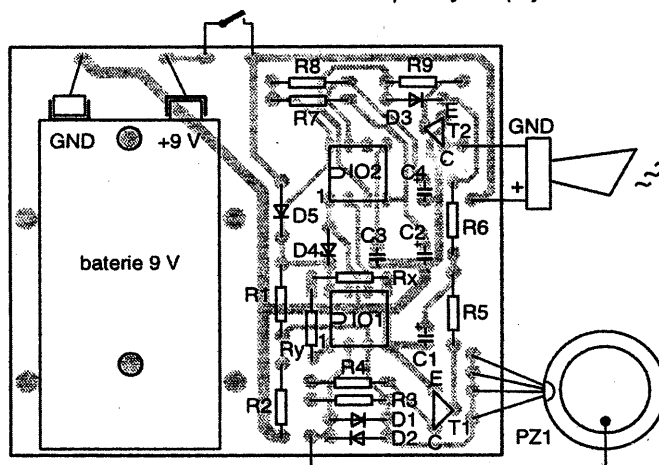 R8
R9
R7
D3
E
T2
C
GND
+9 V
GND
+
IO2
1
C4
D5
R6
D4
C3
C2
baterie 9 V
Rx
R1
IO1
R5
Ry
1
C1
R4
E
R3
R2
D1
T1
D2
C
PZ1